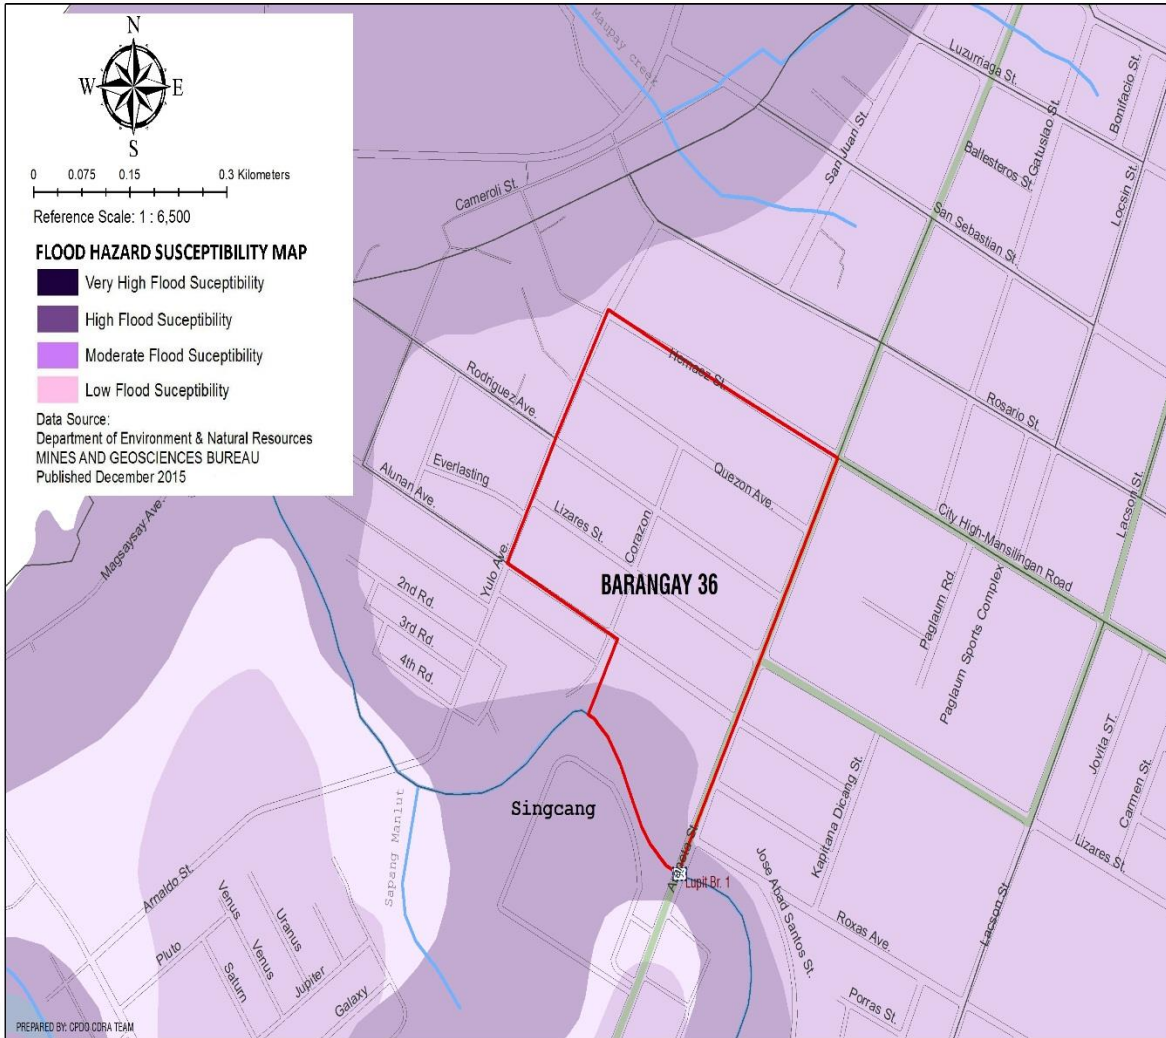 N
W E
S
0 0.075 0.15 0.3 Kilometers
Reference Scale: 1 : 6,500
FLOOD HAZARD SUSCEPTIBILITY MAP
Very High Flood Suceptibility
High Flood Suceptibility
Moderate Flood Suceptibility
Low Flood Suceptibility
Data Source:
Department of Environment & Natural Resources
MINES AND GEOSCIENCES BUREAU
Published December 2015
Maupay creek
Luzurriaga St.
Bonifacio St.
Gatuslao St.
Ballesteros St.
San Juan St.
Locsin St.
Cameroli St.
San Sebastian St.
Hernaez St.
Rodriguez Ave.
Rosario St.
Everlasting
Alunan Ave.
Quezon Ave.
Lizares St.
Corazon
Lacson St.
City High-Mansilingan Road
Magsaysay Ave.
Yulo Ave.
BARANGAY 36
2nd Rd.
3rd Rd.
4th Rd.
Paglaum Rd.
Paglaum Sports Complex
Jovita ST.
Carmen St.
Singcang
Sapang Manlut
Kapitana Dicang St.
Lizares St.
Araneta St.
Lupit Br. 1
Jose Abad Santos St.
Arnaldo St.
Lacson St.
Roxas Ave.
Venus
Uranus
Pluto
Venus
Saturn
Jupiter
Galaxy
Porras St.
PREPARED BY: CPDO CDRA TEAM